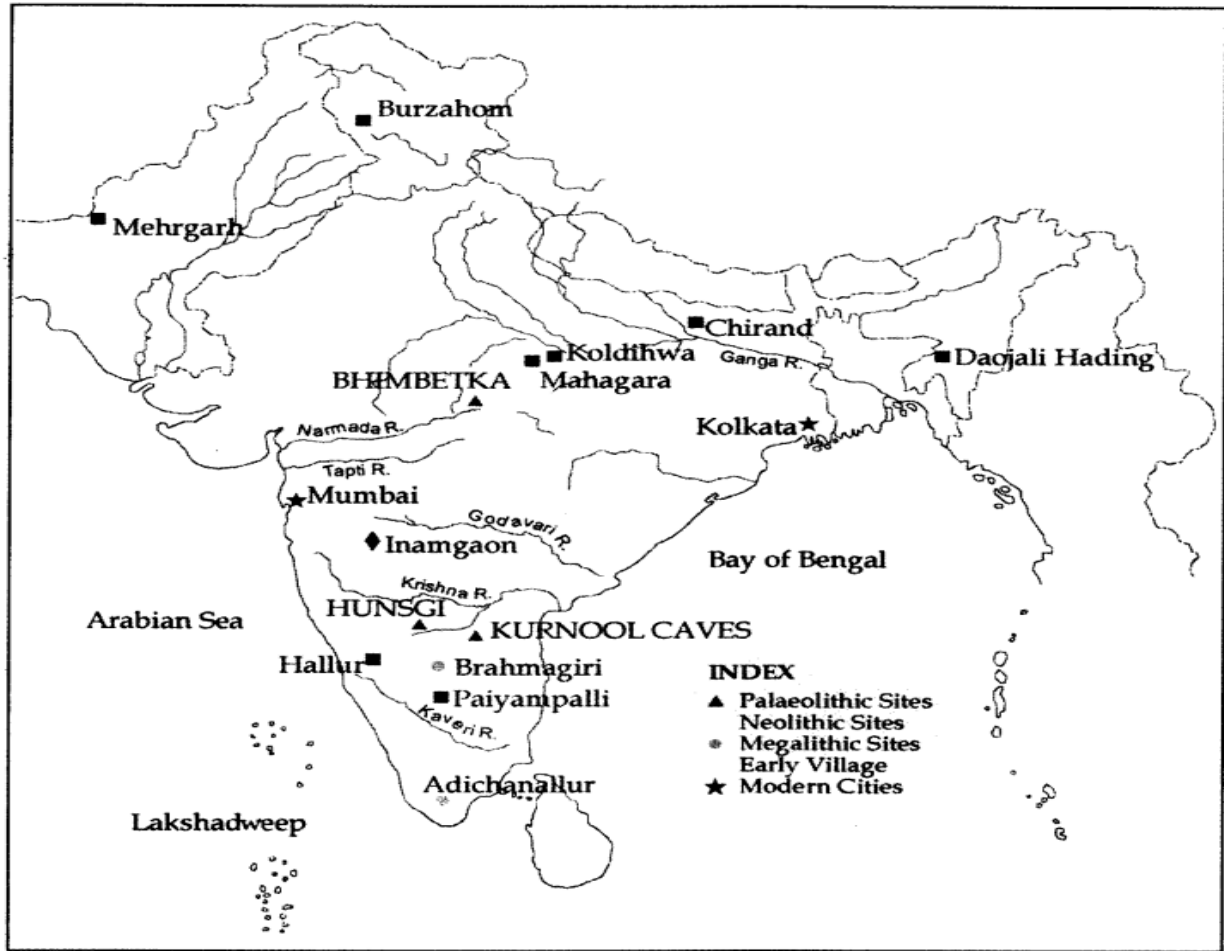 Burzahom
Mehrgarh
Chirand
Koldihwa
Ganga R.
Daojali Hading
BHIMBETKA
Mahagara
Kolkata
Narmada R.
Tapti R.
Mumbai
Godavari R.
Inamgaon
Bay of Bengal
Krishna R.
HUNSGI
Arabian Sea
KURNOOL CAVES
Hallur
Brahmagiri
INDEX
Paiyampalli
Palaeolithic Sites
Kaveri R.
Neolithic Sites
Megalithic Sites
Early Village
Adichanallur
Modern Cities
Lakshadweep